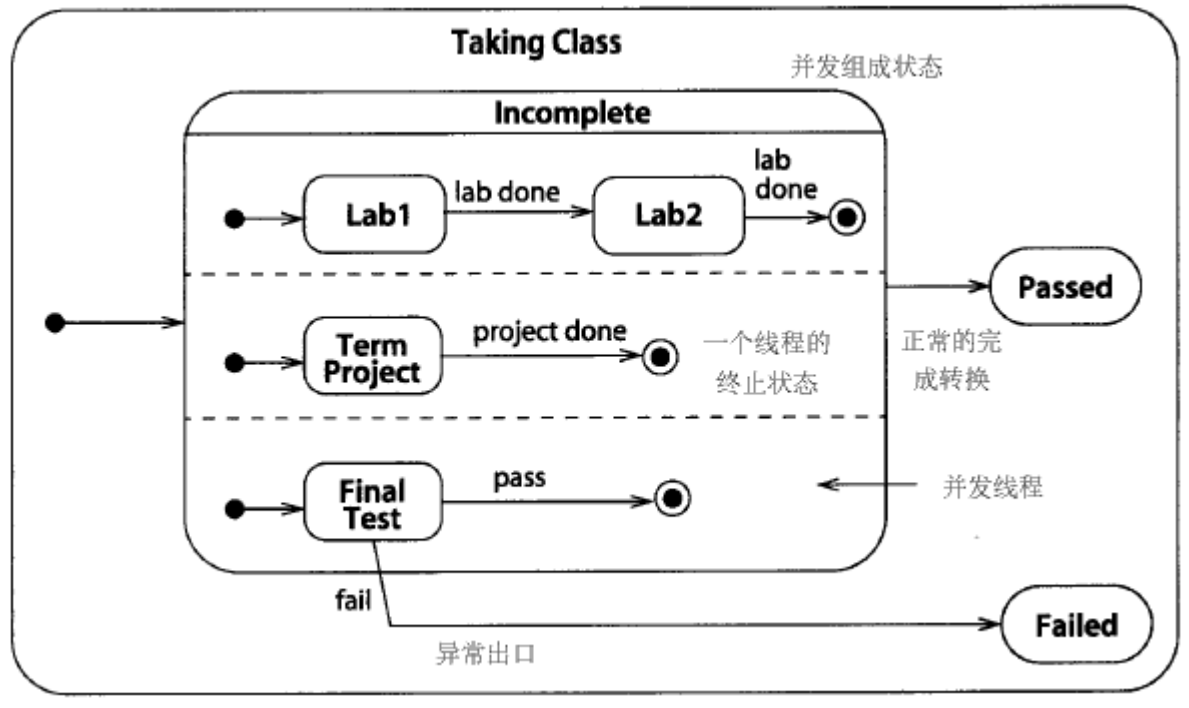 Taking Class
并发组成状态
Incomplete
Lab1
lab done
Lab2
lab
done
Term
Project
project done
一个线程的
终止状态
Passed
正常的完
成转换
Final
Test
pass
并发线程
fail
异常出口
Failed